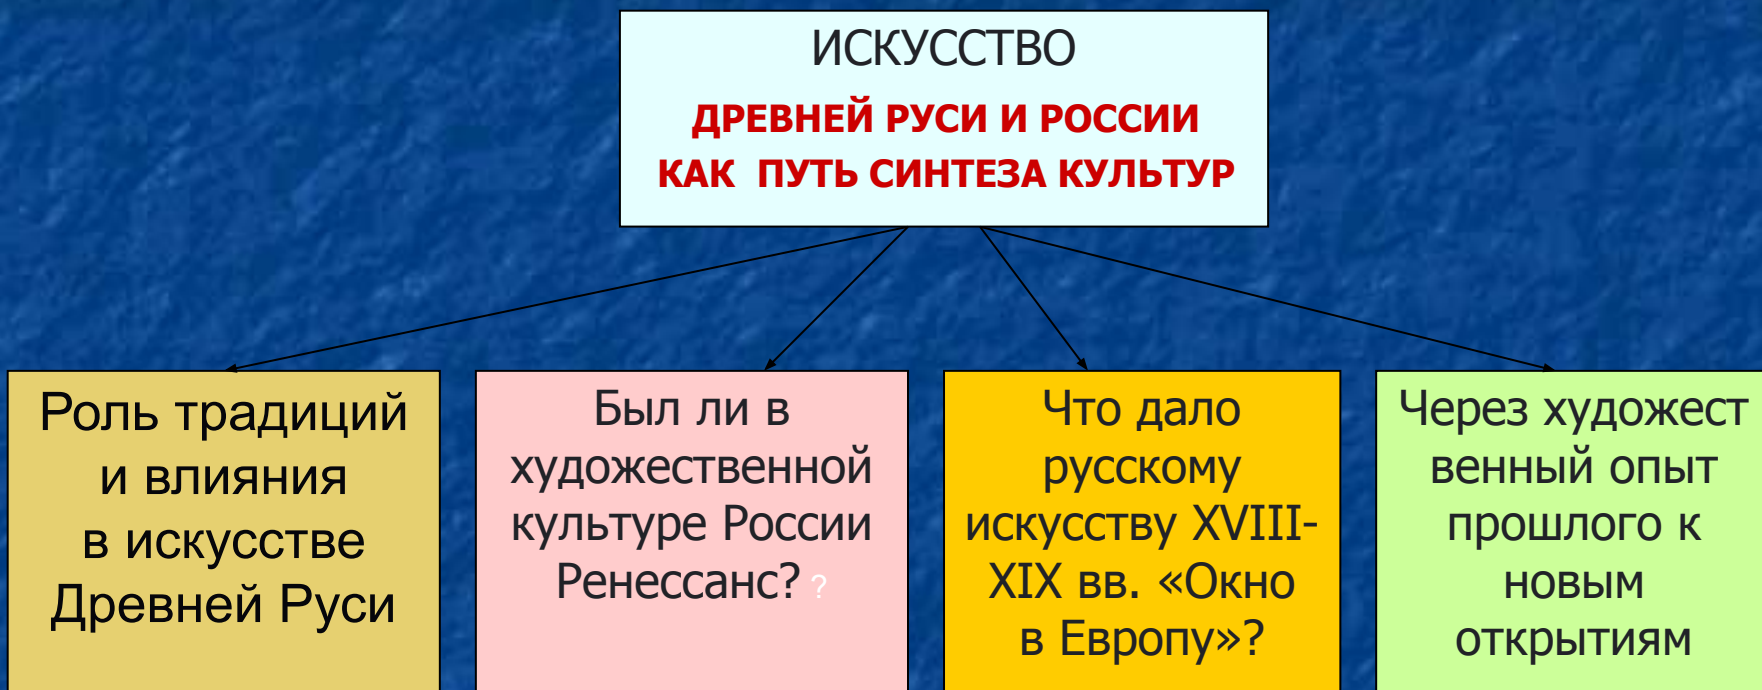 ИСКУССТВО
ДРЕВНЕЙ РУСИ И РОССИИ
КАК ПУТЬ СИНТЕЗА КУЛЬТУР
Роль традиций
и влияния
в искусстве
Древней Руси
Был ли в
художественной
культуре России
Ренессанс? ?
Что дало
русскому
искусству XVIII-
XIX вв. «Окно
в Европу»?
Через художест
венный опыт
прошлого к
новым
открытиям